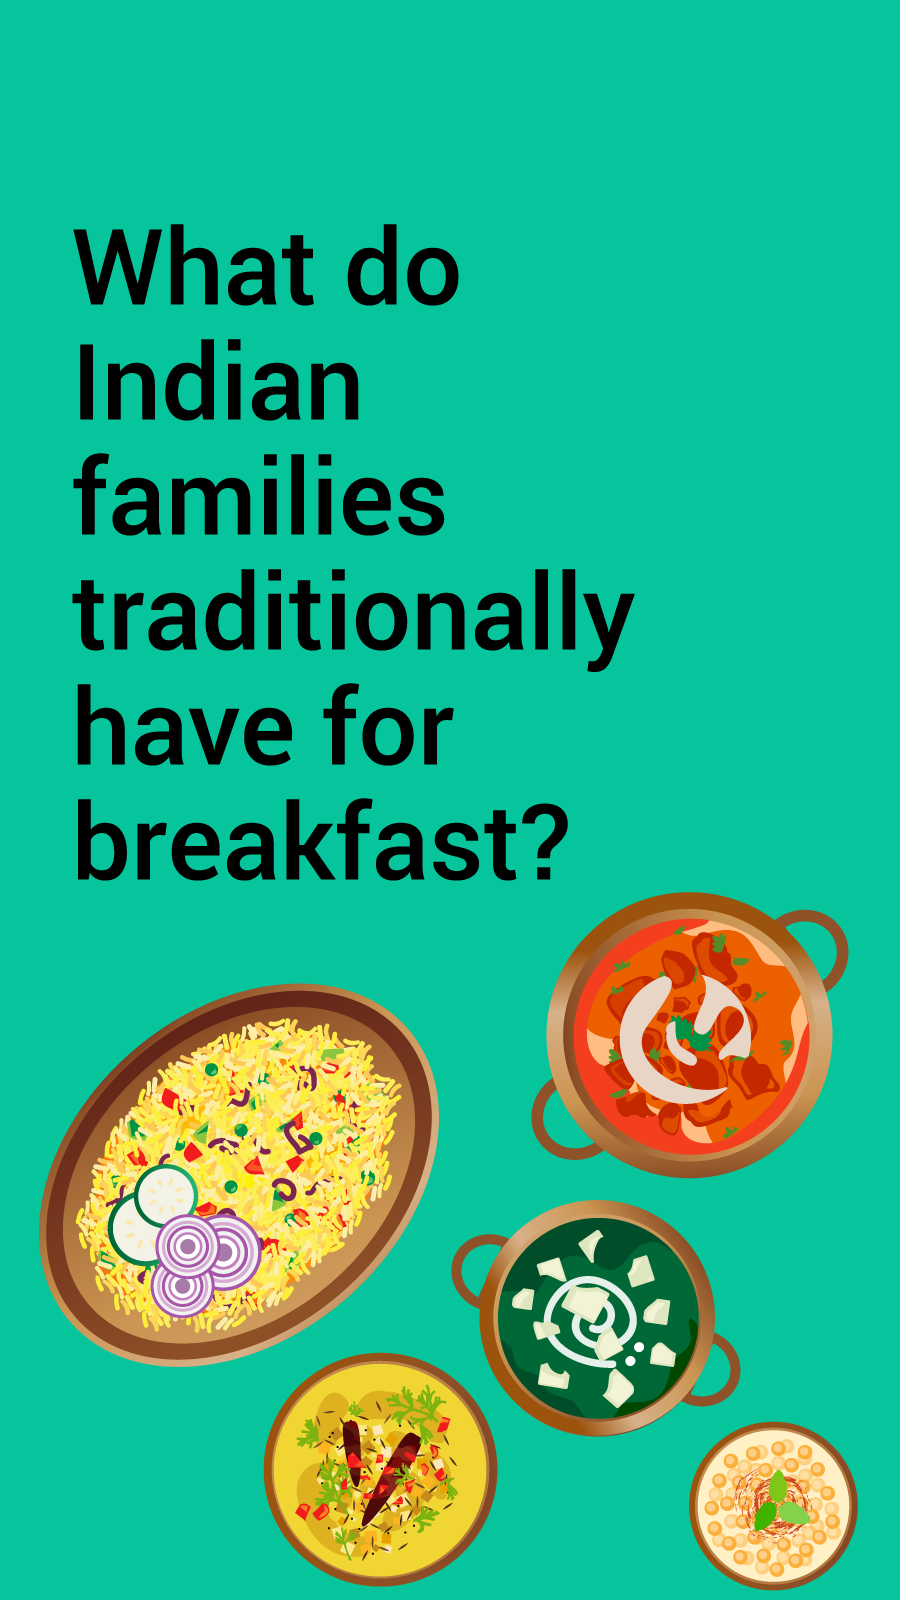 What do
Indian
families
traditionally
have for
breakfast?